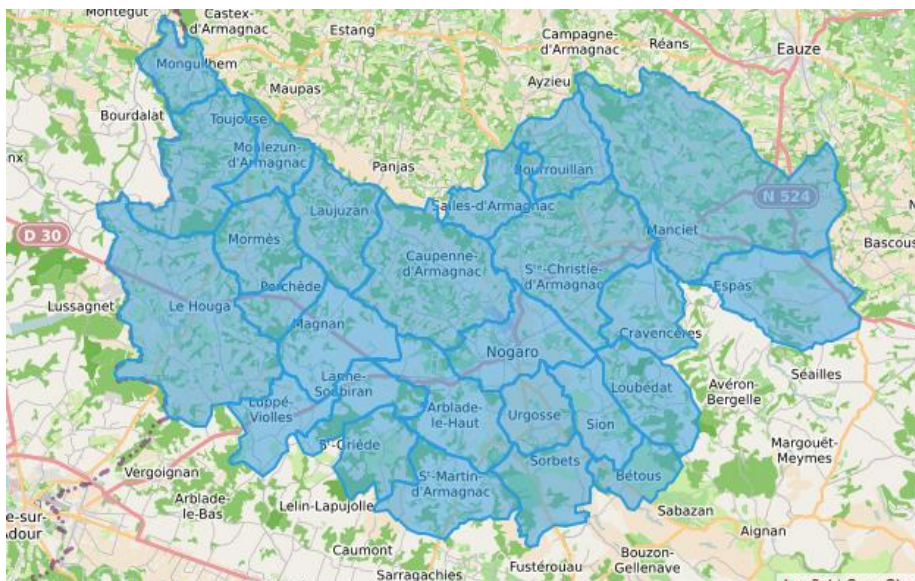 Montégut
Castex-
d'Armagnac
Estang
Campagne-
d'Armagnac
Réans
Eauze
Monguilhem
Maupas
Ayzieu
Bourdalat
Toujouse
Monlezun-
d'Armagnac
Panjas
Bourrouillan
Salles-d'Armagnac
N 524
Laujuzan
D 30
Mormès
Manciet
Bascous
Caupenne-
d'Armagnac
Ste-Christie-
d'Armagnac
Perchède
Espas
Lussagnet
Le Houga
Magnan
Cravencères
Nogaro
Séailles
Lanne-
Soubiran
Loubédat
Avéron-
Bergelle
Loppé-
Violles
Arblade-
le-Haut
Urgosse
Sion
St-Griède
Margouët-
Meymes
Vergoignan
Sorbets
St-Martin-
d'Armagnac
Bétous
Arblade-
le-Bas
Lelin-Lapujolle
Sabazan
e-sur-
Adour
Aignan
Caumont
Bouzon-
Gellenave
Fustérouau
Sarragachies